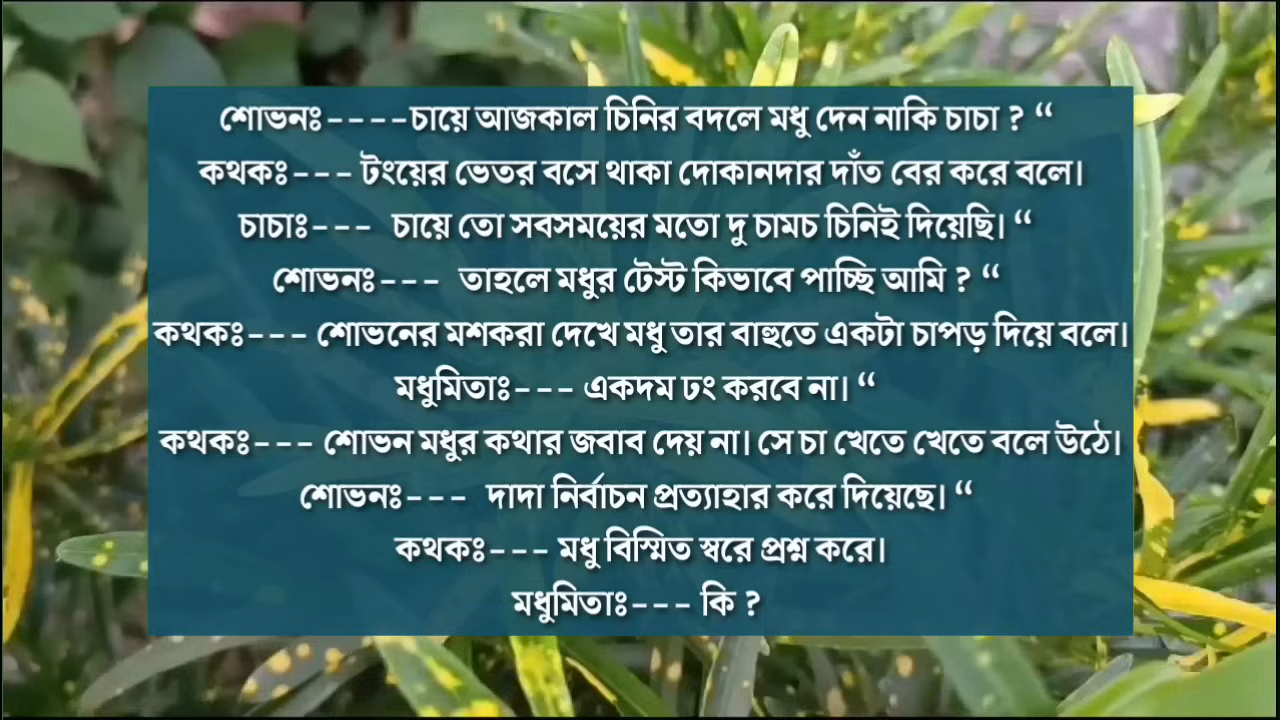 শোভনঃ----চায়ে আজকাল চিনির বদলে মধু দেন নাকি চাচা ? “
কথকঃ--- টংয়ের ভেতর বসে থাকা দোকানদার দাঁত বের করে বলে।
চাচাঃ--- চায়ে তো সবসময়ের মতো দু চামচ চিনিই দিয়েছি। “
শোভনঃ--- তাহলে মধুর টেস্ট কিভাবে পাচ্ছি আমি ? “
কথকঃ--- শোভনের মশকরা দেখে মধু তার বাহুতে একটা চাপড় দিয়ে বলে।
মধুমিতাঃ--- একদম ঢং করবে না। “
কথকঃ--- শোভন মধুর কথার জবাব দেয় না। সে চা খেতে খেতে বলে উঠে।
শোভনঃ--- দাদা নির্বাচন প্রত্যাহার করে দিয়েছে। “
কথকঃ--- মধু বিস্মিত স্বরে প্রশ্ন করে।
মধুমিতাঃ--- কি ?